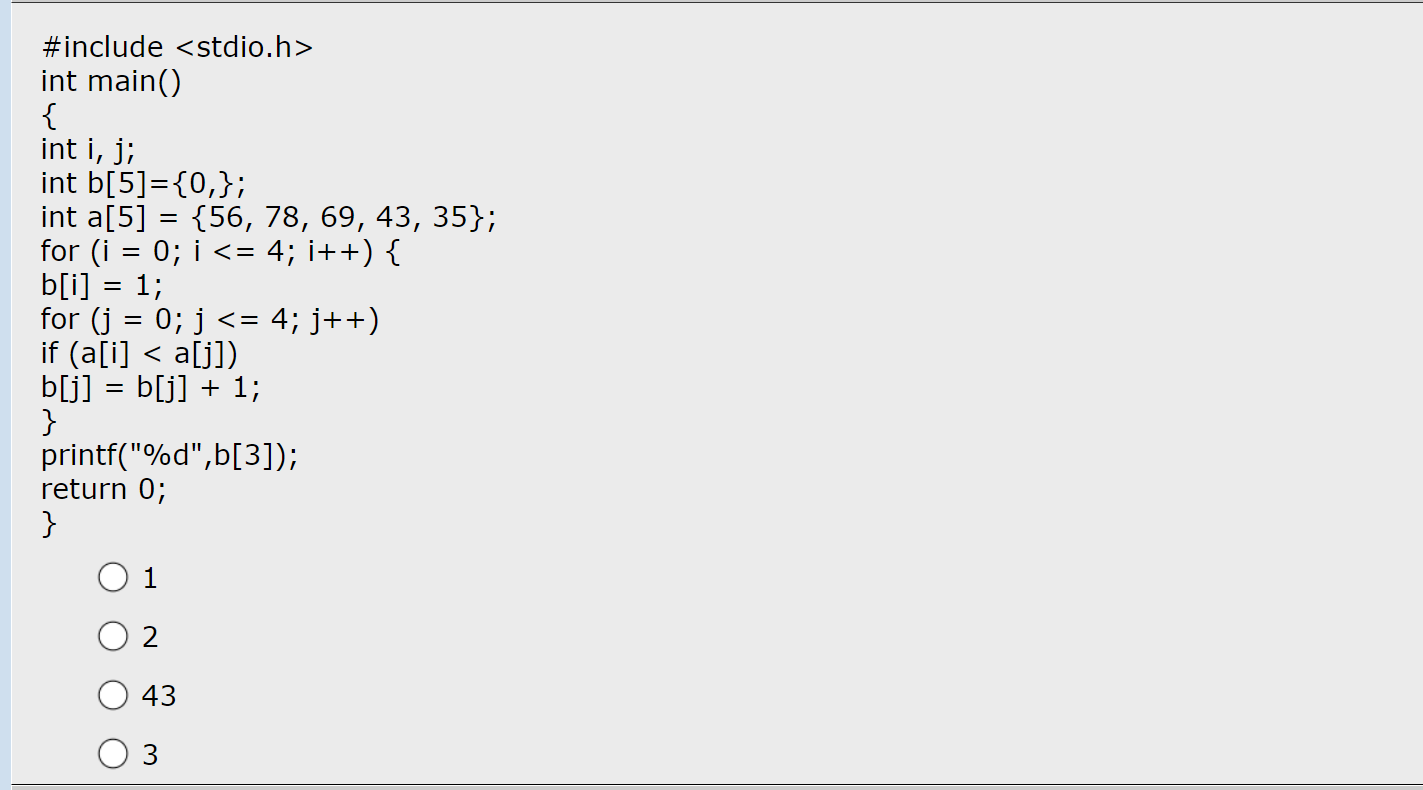 #include <stdio.h>
int main()
{
int i, j;
int b[5]={0,};
int a[5] = {56, 78, 69, 43, 35};
for (i = 0; i <= 4; i++) {
b[i] = 1;
for (j = 0; j <= 4; j++)
if (a[i] < a[j])
b[j] = b[j] + 1;
}
printf("%d",b[3]);
return 0;
}
1
2
43
3